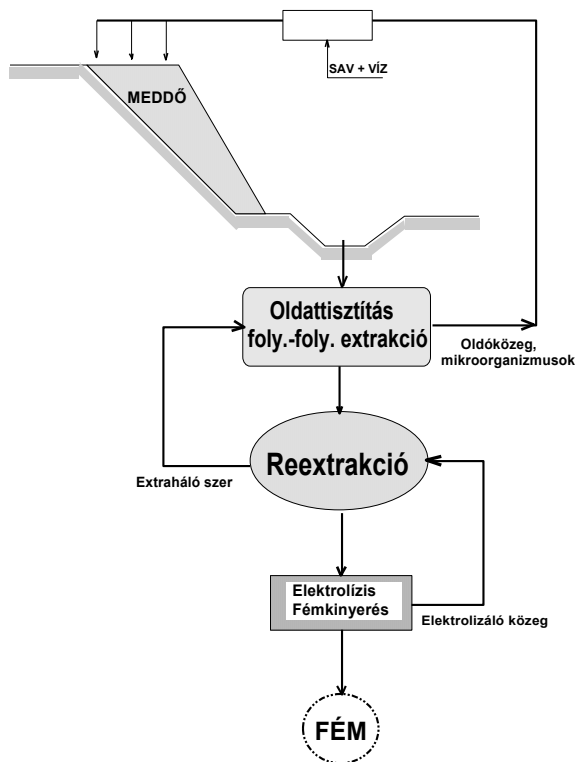 SAV + VÍZ
MEDDŐ
Oldattisztítás
foly.-foly. extrakció
Oldóközeg,
mikroorganizmusok
Reextrakció
Extraháló szer
Elektrolízis
Fémkinyerés
Elektrolizáló közeg
FÉM